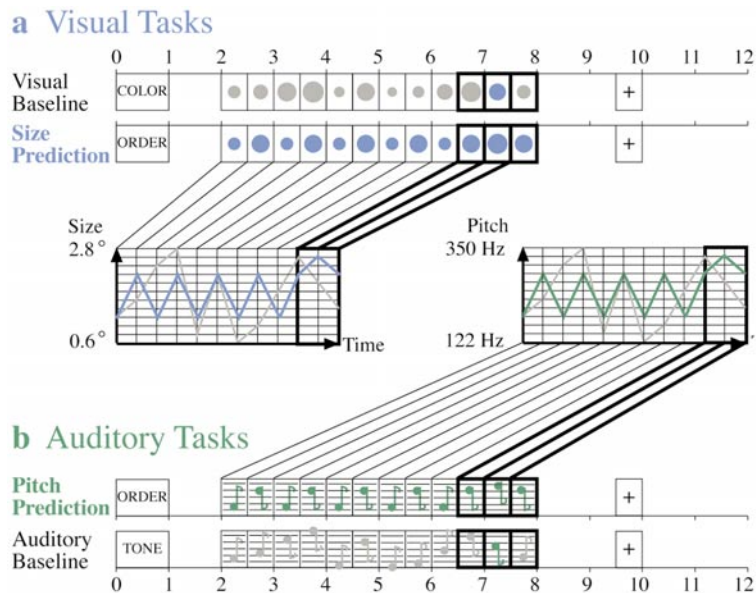 a Visual Tasks
0 1 2 3 4 5 6 7 8 9 10 11 12
Visual
Baseline
COLOR
+
Size
Prediction
ORDER
+
Size
2.8°
0.6°
Time
Pitch
350 Hz
122 Hz
b Auditory Tasks
Pitch
Prediction
ORDER
+
Auditory
Baseline
TONE
+
0 1 2 3 4 5 6 7 8 9 10 11 12